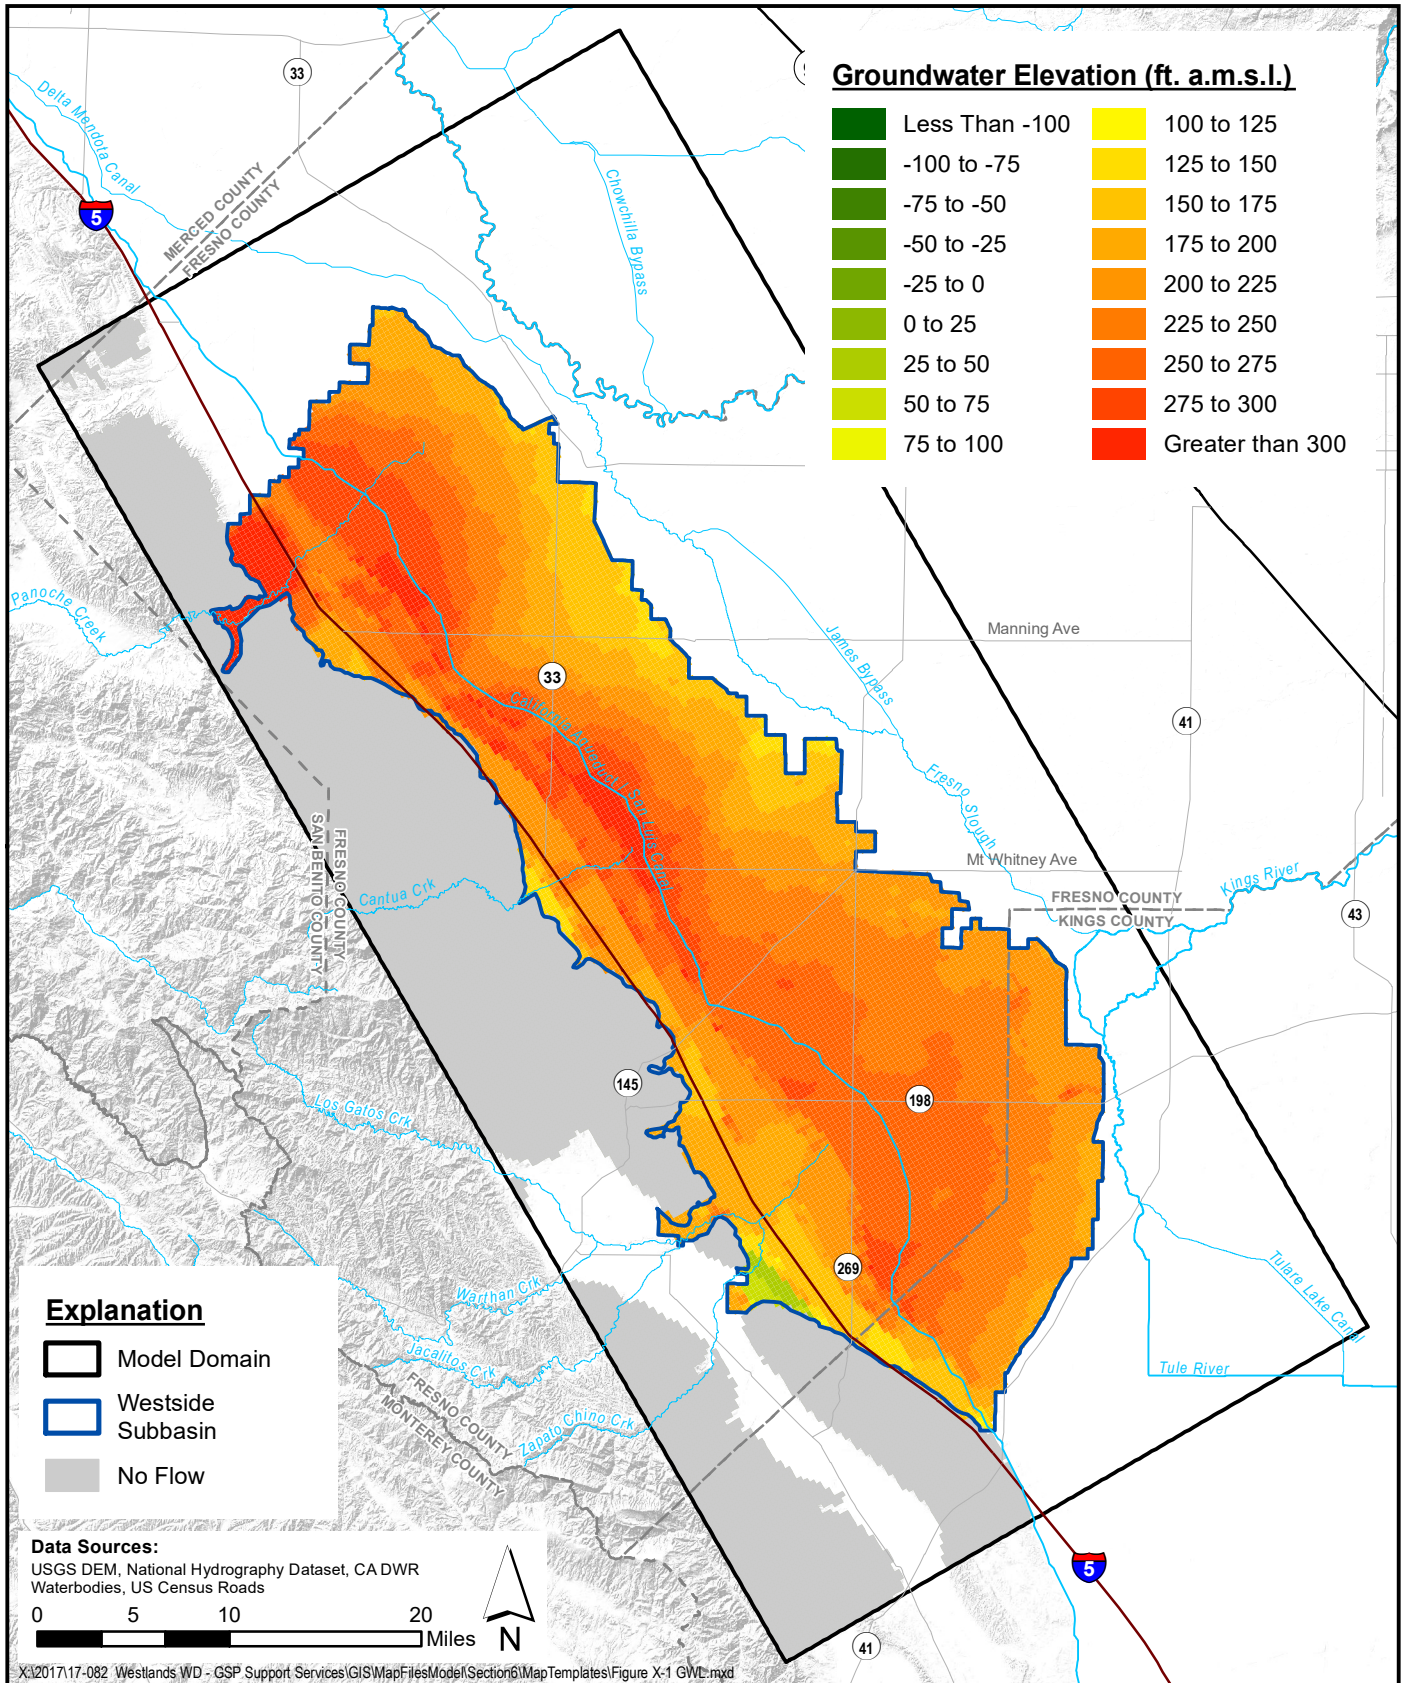 33
Delta Mendota Canal
MERCED COUNTY
FRESNO COUNTY
5
Chowchilla Bypass
Groundwater Elevation (ft. a.m.s.l.)
Less Than -100
-100 to -75
-75 to -50
-50 to -25
-25 to 0
0 to 25
25 to 50
50 to 75
75 to 100
100 to 125
125 to 150
150 to 175
175 to 200
200 to 225
225 to 250
250 to 275
275 to 300
Greater than 300
Panoche Creek
Manning Ave
James Bypass
33
California Aqueduct / San Luis Canal
41
Fresno Slough
Mt Whitney Ave
Kings River
FRESNO COUNTY
KINGS COUNTY
43
FRESNO COUNTY
SAN BENITO COUNTY
Cantua Crk
145
198
Los Gatos Crk
269
Warthan Crk
Jacalitos Crk
Zapato Chino Crk
FRESNO COUNTY
MONTEREY COUNTY
Tulare Lake Canal
Tule River
5
41
Explanation
Model Domain
Westside
Subbasin
No Flow
Data Sources:
USGS DEM, National Hydrography Dataset, CA DWR
Waterbodies, US Census Roads
0 5 10 20
Miles
N
X:\2017\17-082 Westlands WD - GSP Support Services\GIS\MapFilesModel\Section6\MapTemplates\Figure X-1 GWL.mxd